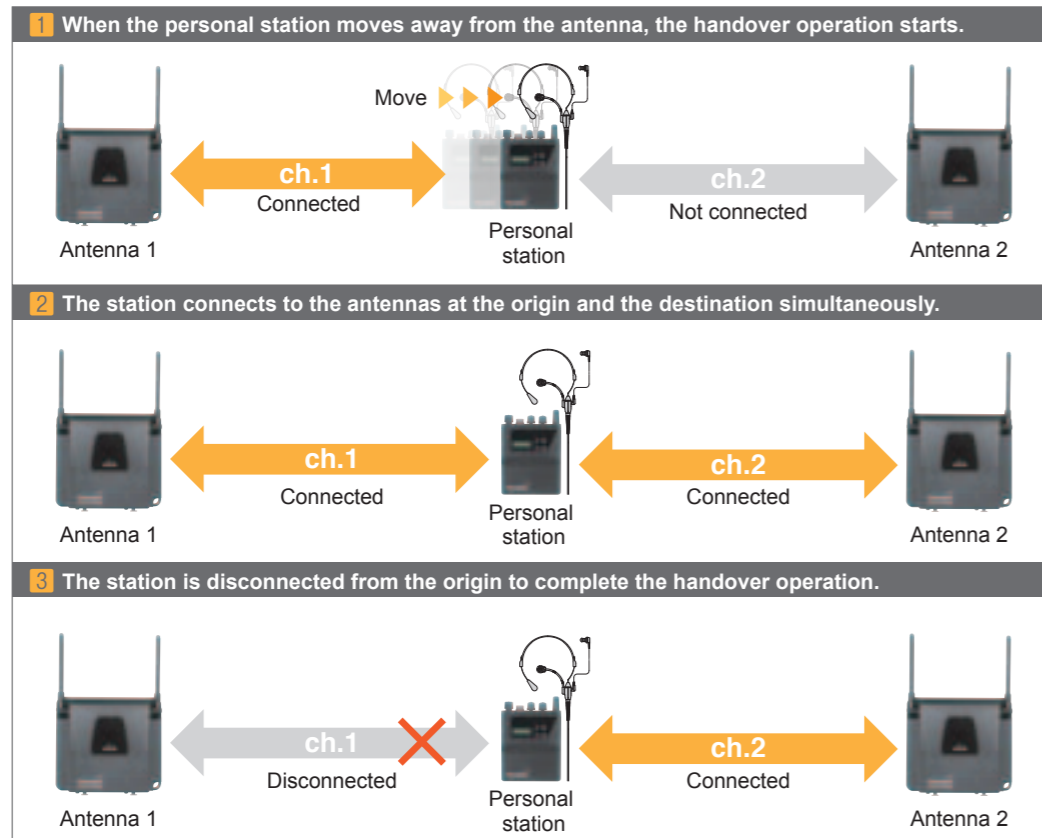 1 When the personal station moves away from the antenna, the handover operation starts.
Move
ch.1
Connected
ch.2
Not connected
Antenna 1
Personal
station
Antenna 2
2 The station connects to the antennas at the origin and the destination simultaneously.
ch.1
Connected
ch.2
Connected
Antenna 1
Personal
station
Antenna 2
3 The station is disconnected from the origin to complete the handover operation.
ch.1
Disconnected
ch.2
Connected
Antenna 1
Personal
station
Antenna 2